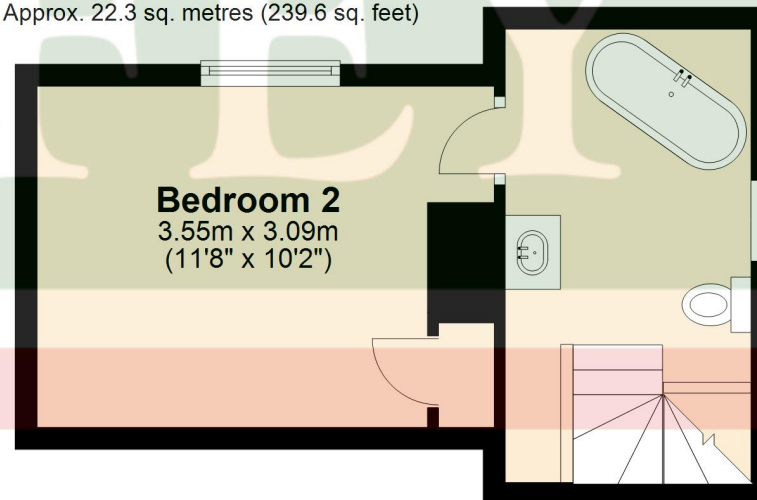 Approx. 22.3 sq. metres (239.6 sq. feet)
Bedroom 2
3.55m x 3.09m
(11'8" x 10'2")